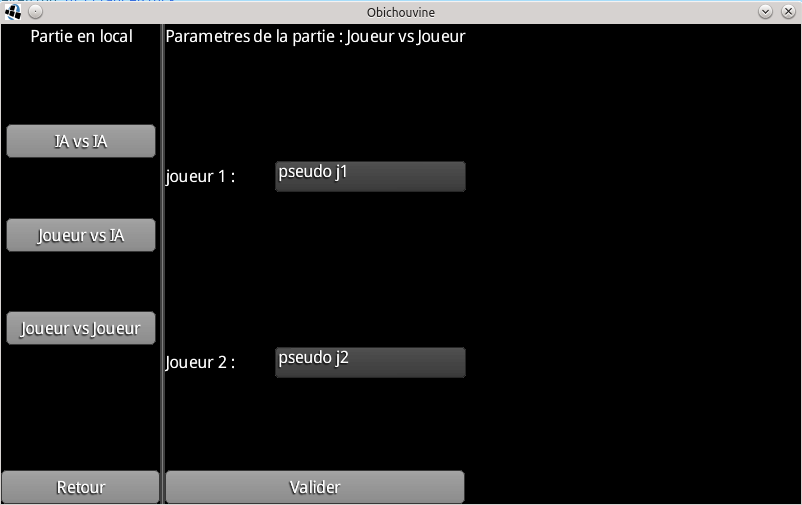 Obichouvine
Partie en local
Parametres de la partie : Joueur vs Joueur
IA vs IA
joueur 1 :
pseudo j1
Joueur vs IA
Joueur vs Joueur
Joueur 2 :
pseudo j2
Retour
Valider